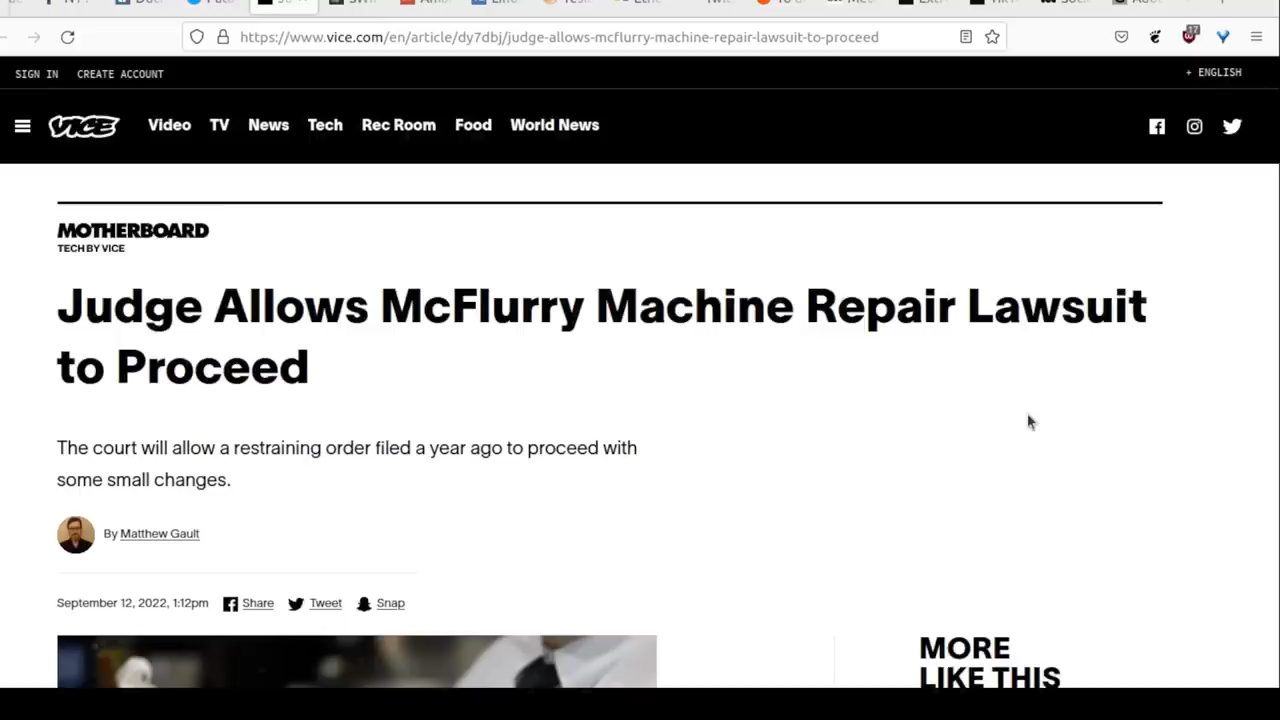 https://www.vice.com/en/article/dy7dbj/judge-allows-mcflurry-machine-repair-lawsuit-to-proceed
SIGN IN CREATE ACCOUNT
+ ENGLISH
VICE Video TV News Tech Rec Room Food World News
MOTHERBOARD
TECH BY VICE
Judge Allows McFlurry Machine Repair Lawsuit
to Proceed
The court will allow a restraining order filed a year ago to proceed with
some small changes.
By Matthew Gault
September 12, 2022, 1:12pm Share Tweet Snap
MORE
LIKE THIS